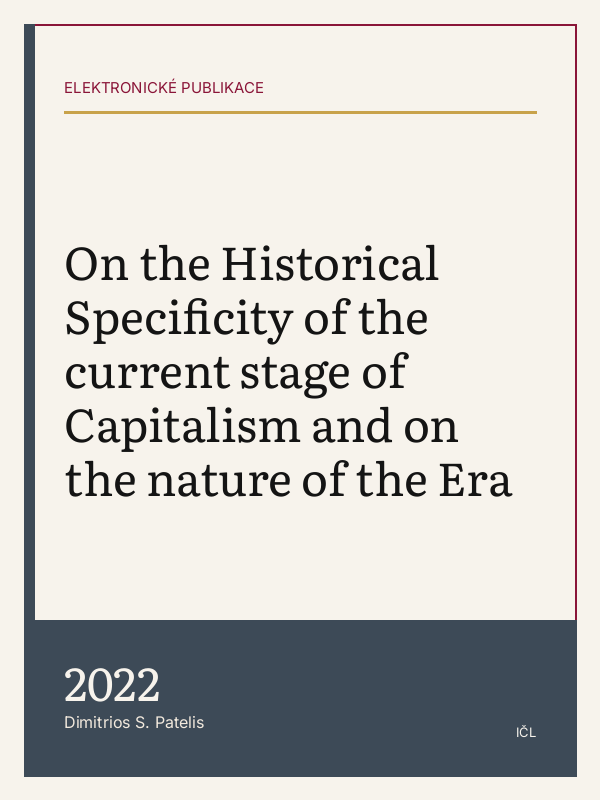 ELEKTRONICKÉ PUBLIKACE
On the Historical
Specificity of the
current stage of
Capitalism and on
the nature of the Era
2022
Dimitrios S. Patelis
IČL